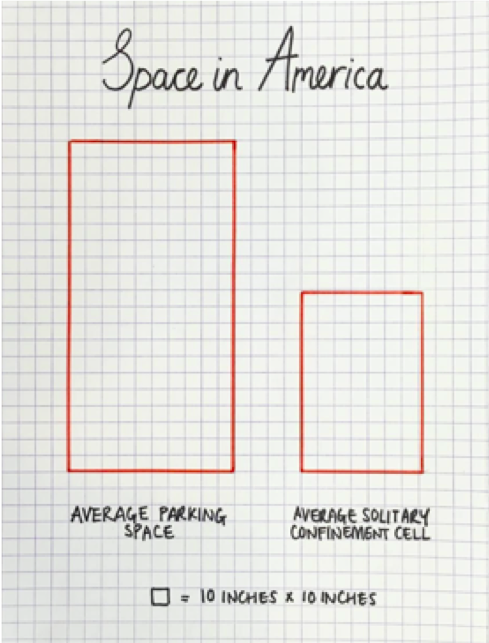 Space in America
AVERAGE PARKING
SPACE
AVERAGE SOLITARY
CONFINEMENT CELL
= 10 INCHES x 10 INCHES